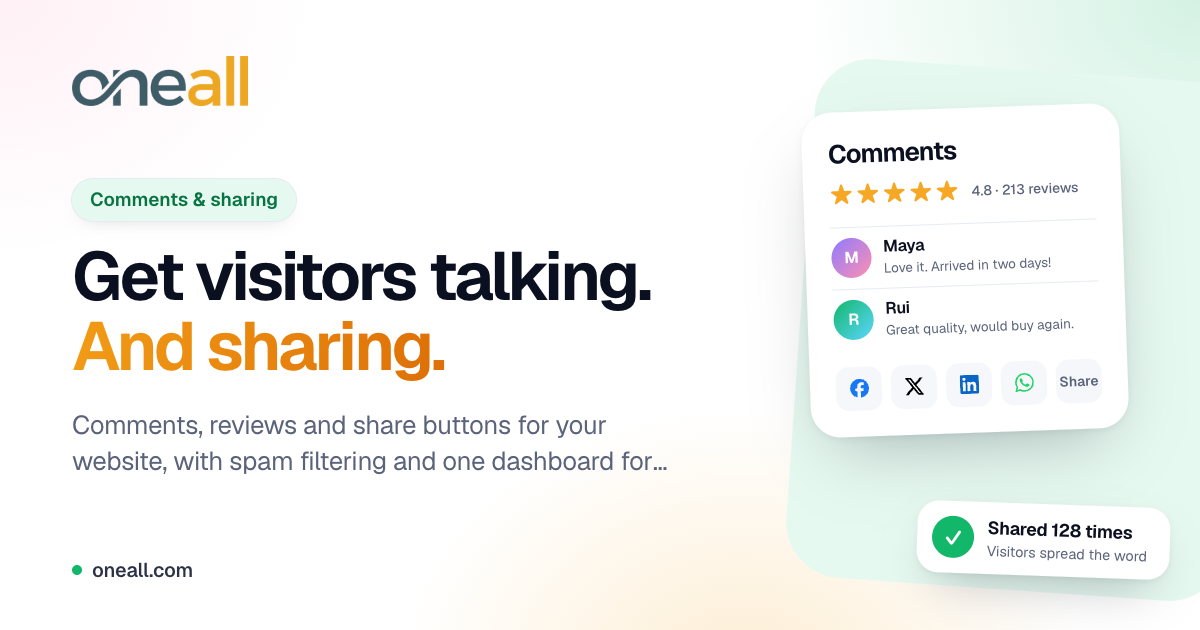 oneall
Comments & sharing
Get visitors talking.
And sharing.
Comments, reviews and share buttons for your
website, with spam filtering and one dashboard for...
oneall.com
Comments
4.8 · 213 reviews
M
Maya
Love it. Arrived in two days!
R
Rui
Great quality, would buy again.
Share
Shared 128 times
Visitors spread the word